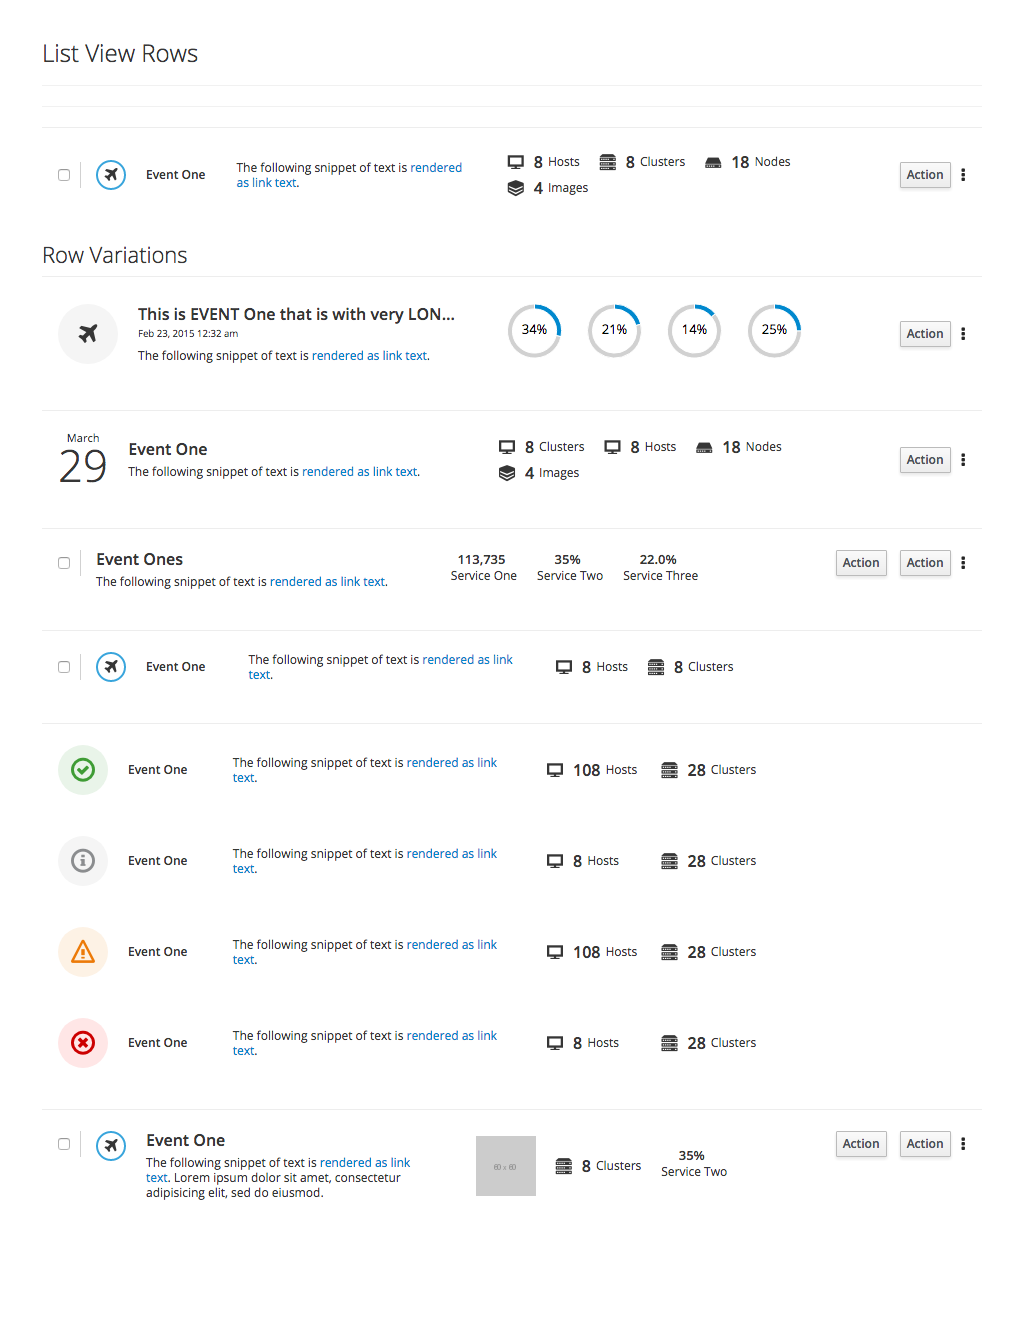 List View Rows
Event One
The following snippet of text is rendered
as link text.
8 Hosts 8 Clusters 18 Nodes
4 Images
Action
Row Variations
This is EVENT One that is with very LON...
Feb 23, 2015 12:32 am
The following snippet of text is rendered as link text.
34% 21% 14% 25%
Action
March
29
Event One
The following snippet of text is rendered as link text.
8 Clusters 8 Hosts 18 Nodes
4 Images
Action
Event Ones
The following snippet of text is rendered as link text.
113,735 35% 22.0%
Service One Service Two Service Three
Action Action
Event One
The following snippet of text is rendered as link
text.
8 Hosts 8 Clusters
Event One
The following snippet of text is rendered as link
text.
108 Hosts 28 Clusters
Event One
The following snippet of text is rendered as link
text.
8 Hosts 28 Clusters
Event One
The following snippet of text is rendered as link
text.
108 Hosts 28 Clusters
Event One
The following snippet of text is rendered as link
text.
8 Hosts 28 Clusters
Event One
The following snippet of text is rendered as link
text. Lorem ipsum dolor sit amet, consectetur
adipisicing elit, sed do eiusmod.
60 x 60
8 Clusters
35%
Service Two
Action Action